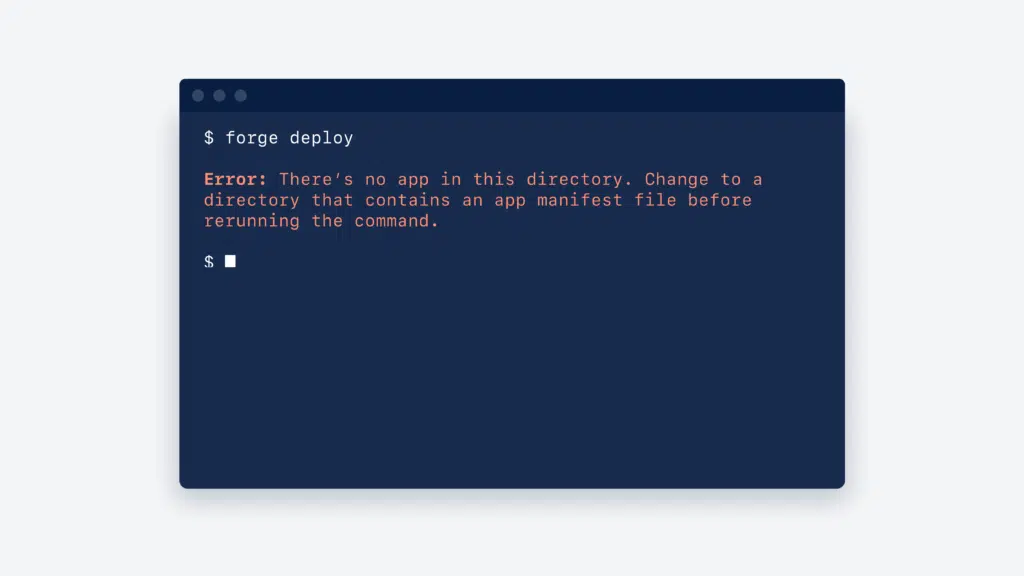 $ forge deploy
Error: There's no app in this directory. Change to a
directory that contains an app manifest file before
rerunning the command.
$